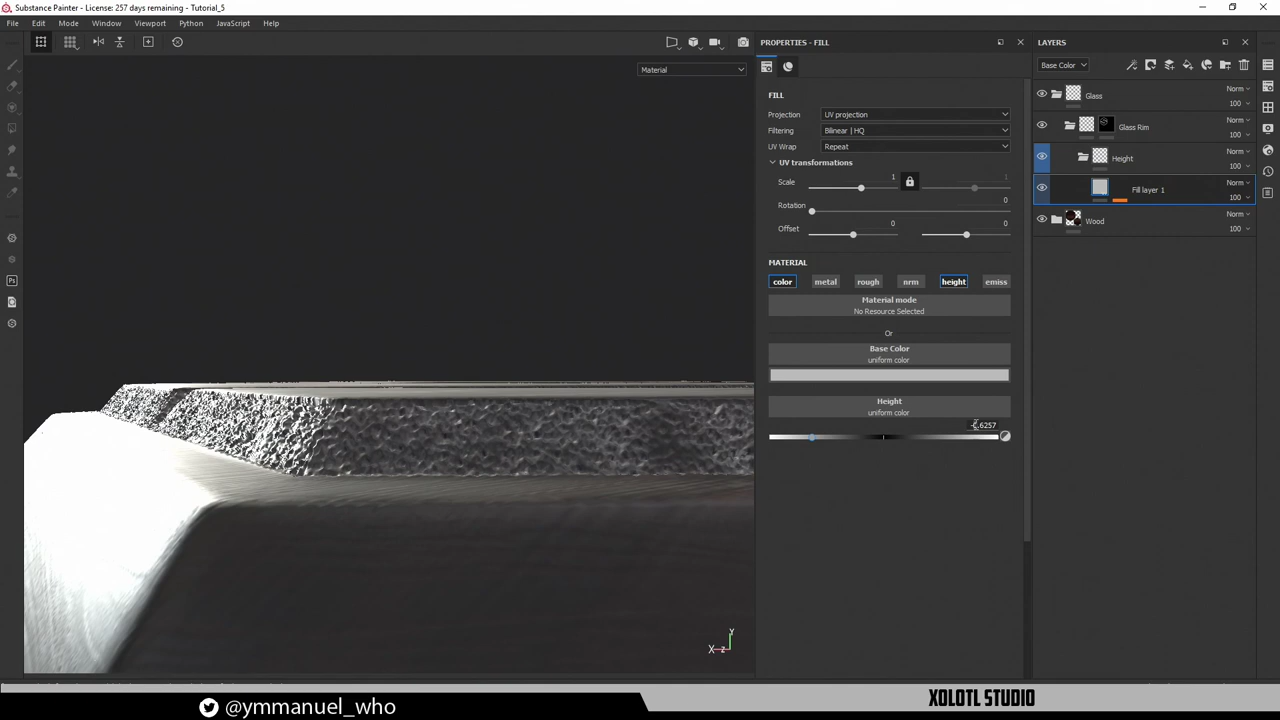 Substance Painter - License: 257 days remaining - Tutorial_5
File Edit Mode Window Viewport Python JavaScript Help
Material
PROPERTIES - FILL
FILL
Projection UV projection
Filtering Bilinear | HQ
UV Wrap Repeat
UV transformations
Scale 1 1
Rotation 0
Offset 0 0
MATERIAL
color metal rough nrm height emiss
Material mode
No Resource Selected
Or
Base Color
uniform color
Height
uniform color
LAYERS
Base Color
Glass Norm 100
Glass Rim Norm 100
Height Norm 100
Fill layer 1 Norm 100
Wood Norm 100
Ps
Y
X Z
@ymmanuel_who
XOLOTL STUDIO